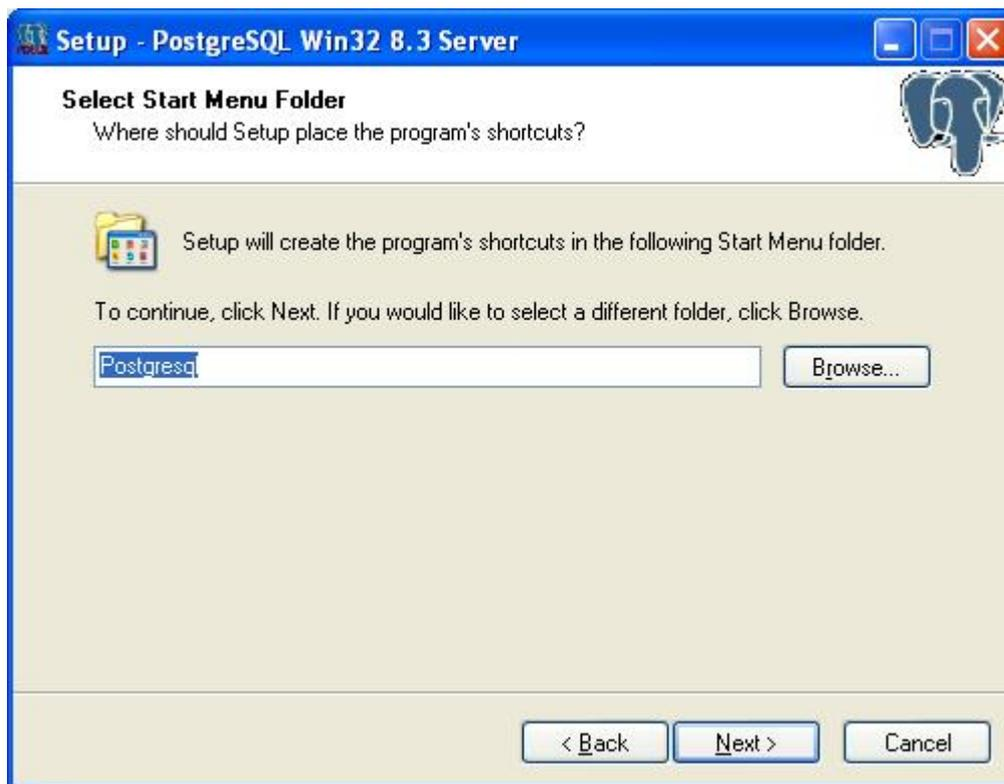 Setup - PostgreSQL Win32 8.3 Server
Select Start Menu Folder
Where should Setup place the program's shortcuts?
Setup will create the program's shortcuts in the following Start Menu folder.
To continue, click Next. If you would like to select a different folder, click Browse.
Postgresql
Browse...
< Back
Next >
Cancel